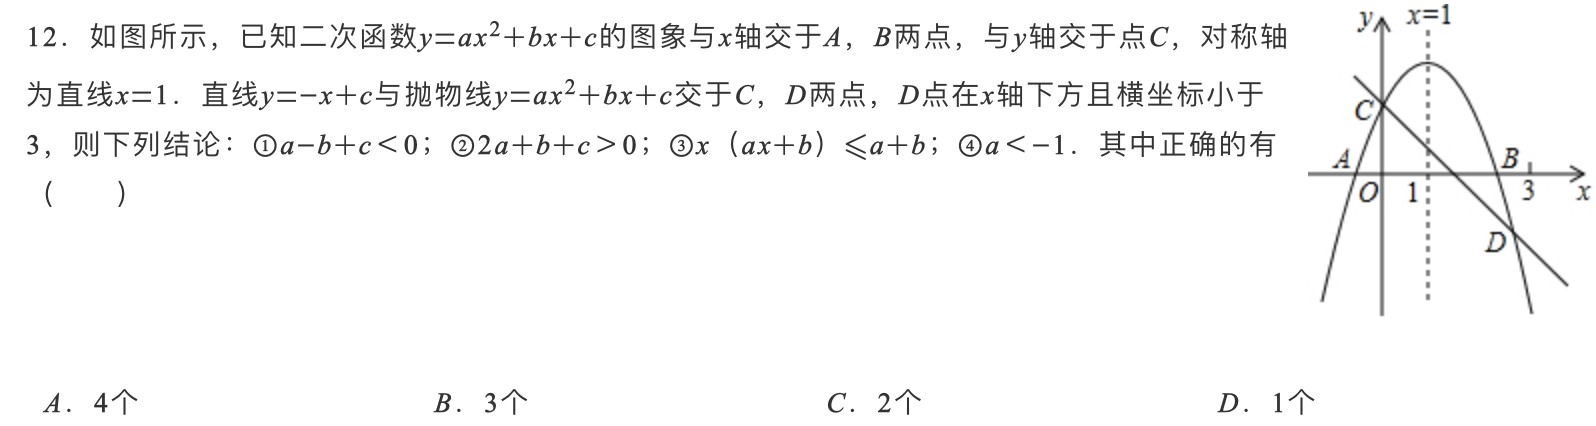 12．如图所示，已知二次函数y=ax²+bx+c的图象与x轴交于A，B两点，与y轴交于点C，对称轴
为直线x=1．直线y=−x+c与抛物线y=ax²+bx+c交于C，D两点，D点在x轴下方且横坐标小于
3，则下列结论：①a−b+c＜0；②2a+b+c＞0；③x（ax+b）⩽a+b；④a＜−1．其中正确的有
（　　）
y x=1
C
A B
O 1 3 x
D
A．4个 B．3个 C．2个 D．1个